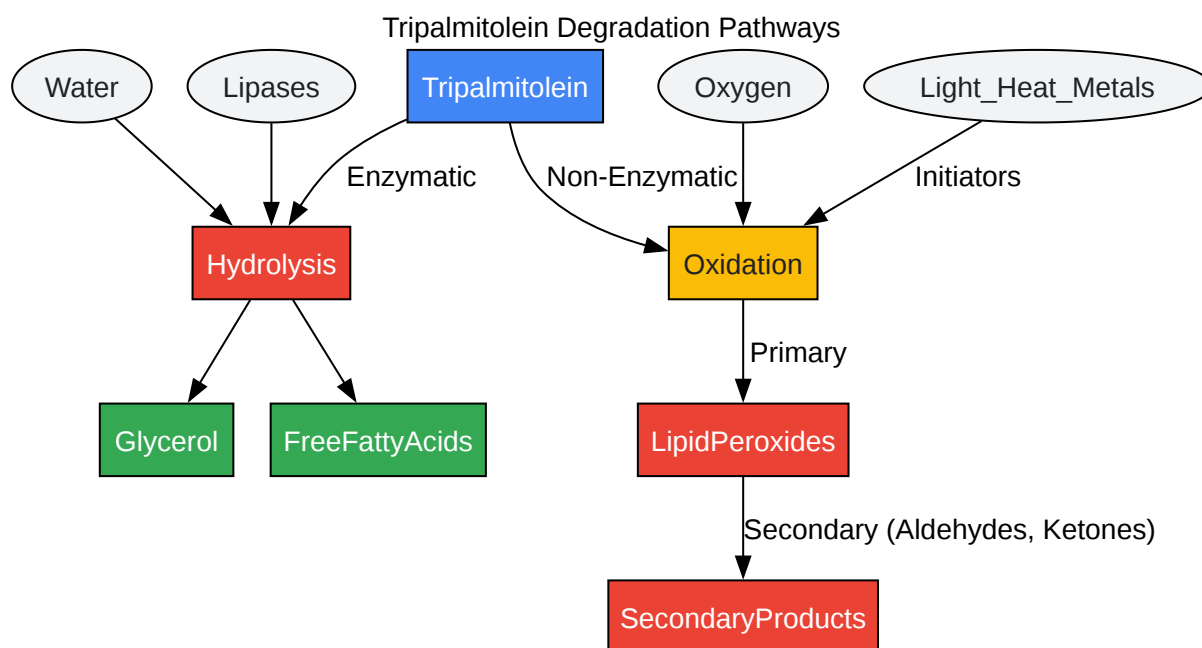 Tripalmitolein Degradation Pathways
Water
Lipases
Tripalmitolein
Oxygen
Light_Heat_Metals
Enzymatic
Non-Enzymatic
Initiators
Hydrolysis
Oxidation
Primary
Glycerol
FreeFattyAcids
LipidPeroxides
Secondary (Aldehydes, Ketones)
SecondaryProducts